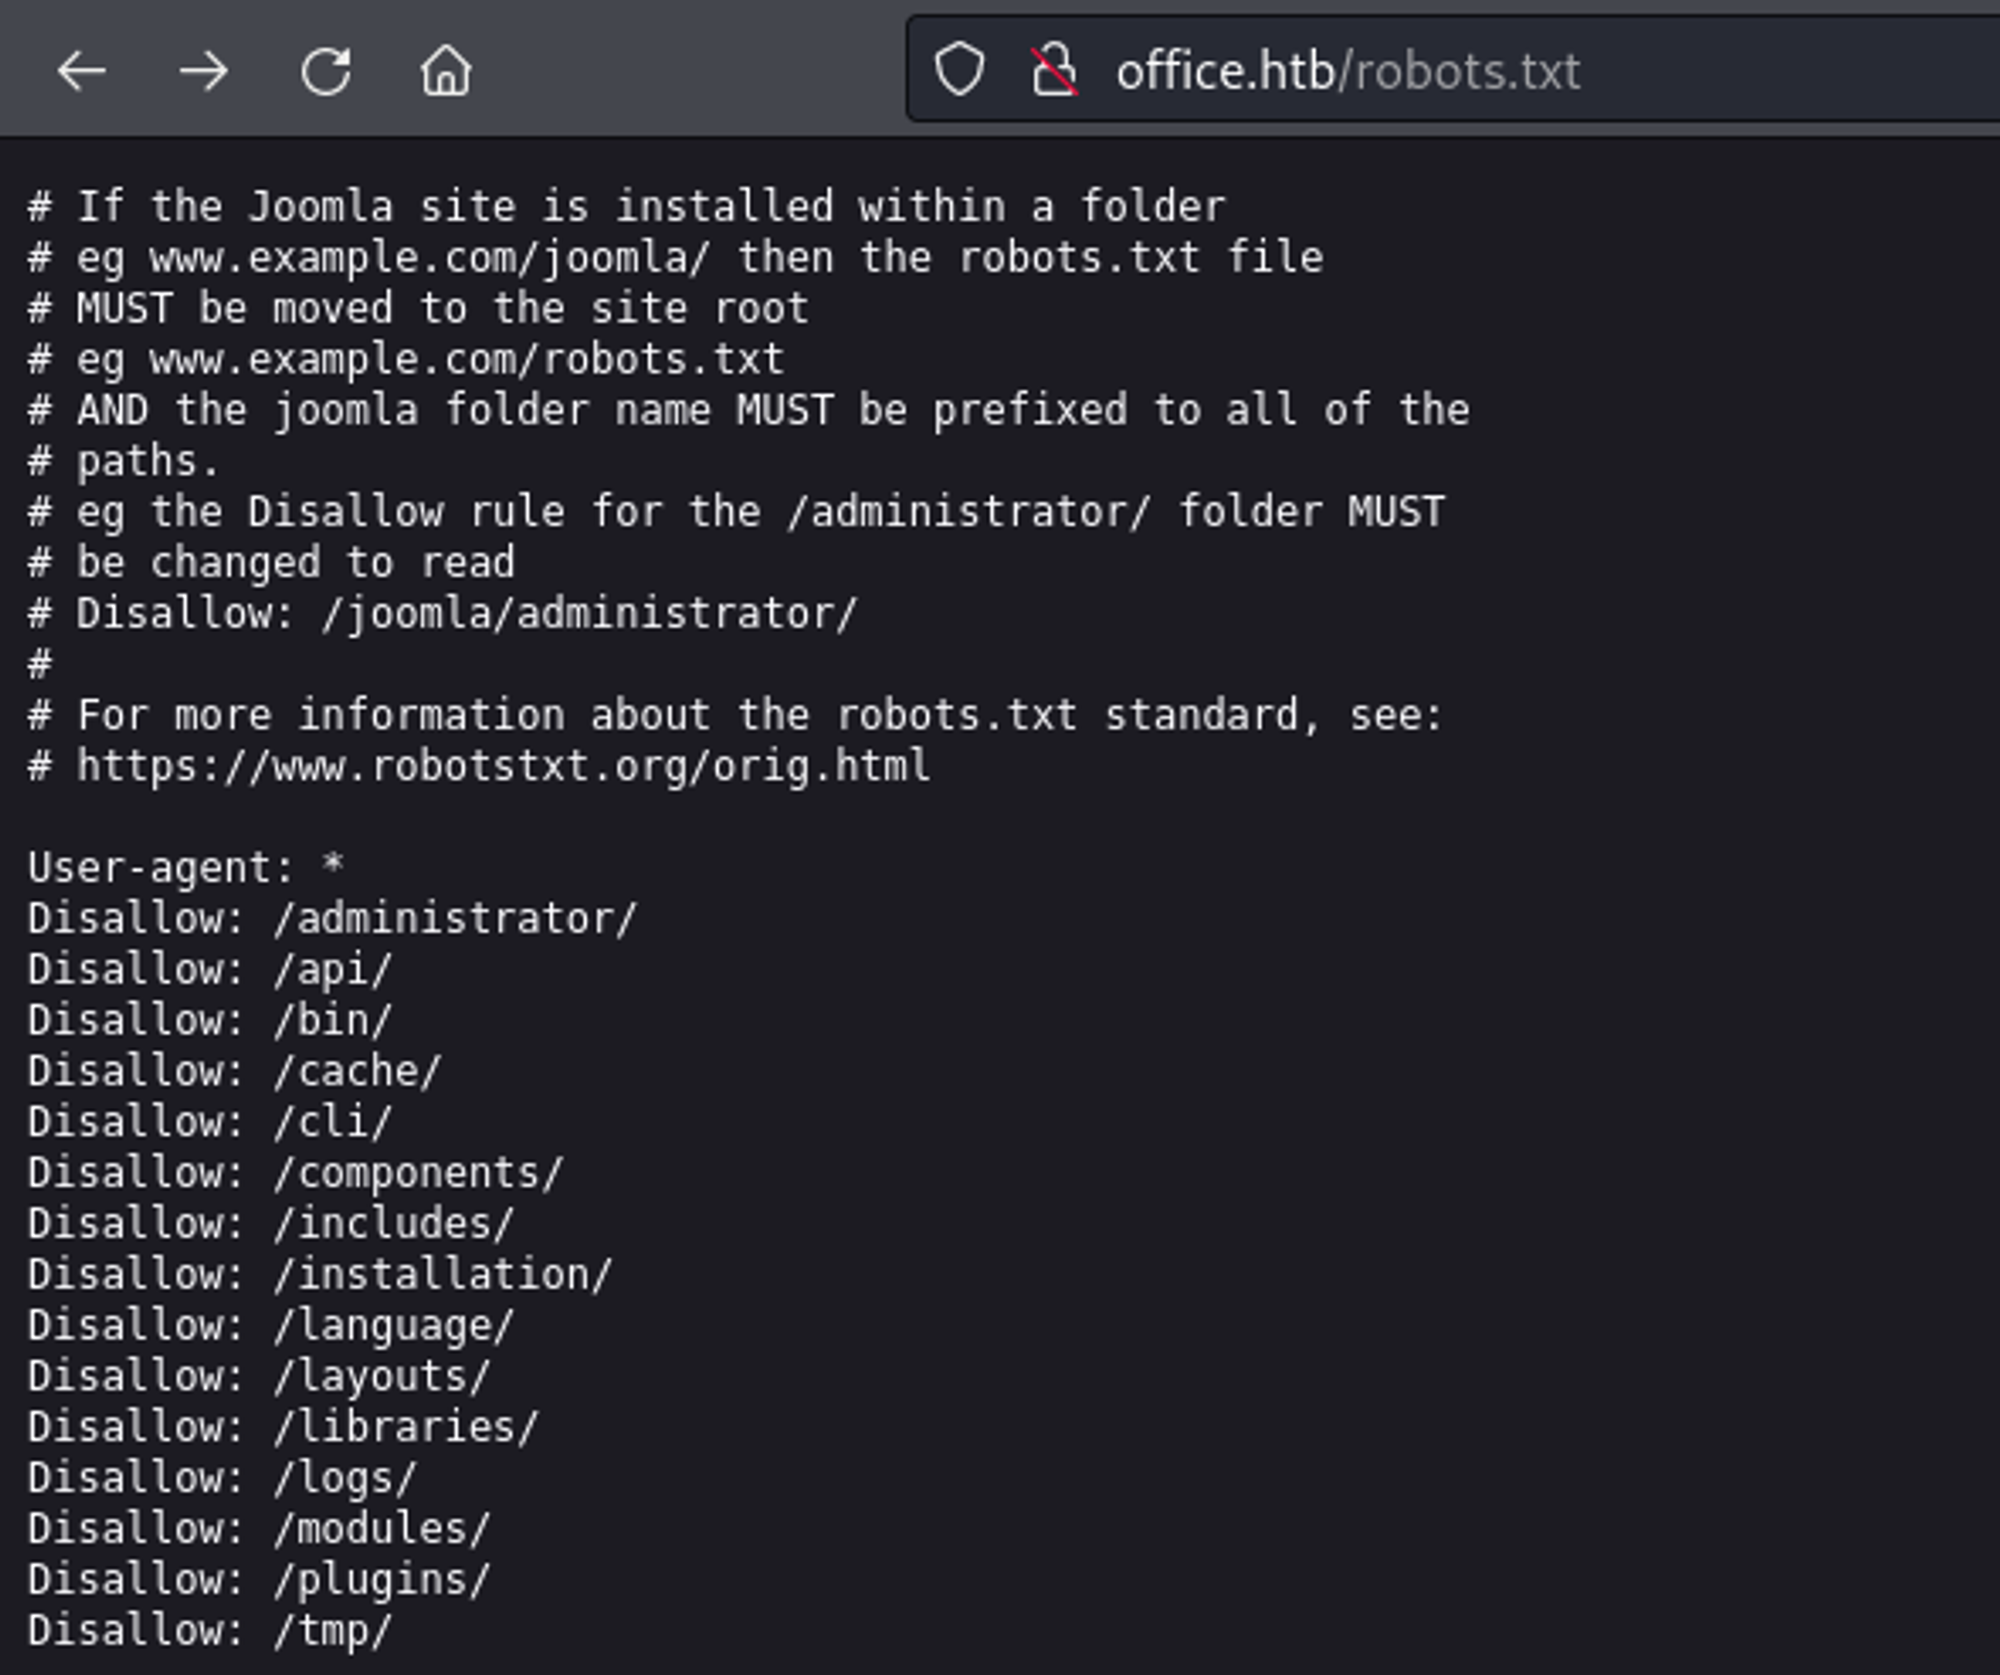 office.htb/robots.txt
# If the Joomla site is installed within a folder
# eg www.example.com/joomla/ then the robots.txt file
# MUST be moved to the site root
# eg www.example.com/robots.txt
# AND the joomla folder name MUST be prefixed to all of the
# paths.
# eg the Disallow rule for the /administrator/ folder MUST
# be changed to read
# Disallow: /joomla/administrator/
#
# For more information about the robots.txt standard, see:
# https://www.robotstxt.org/orig.html
User-agent: *
Disallow: /administrator/
Disallow: /api/
Disallow: /bin/
Disallow: /cache/
Disallow: /cli/
Disallow: /components/
Disallow: /includes/
Disallow: /installation/
Disallow: /language/
Disallow: /layouts/
Disallow: /libraries/
Disallow: /logs/
Disallow: /modules/
Disallow: /plugins/
Disallow: /tmp/